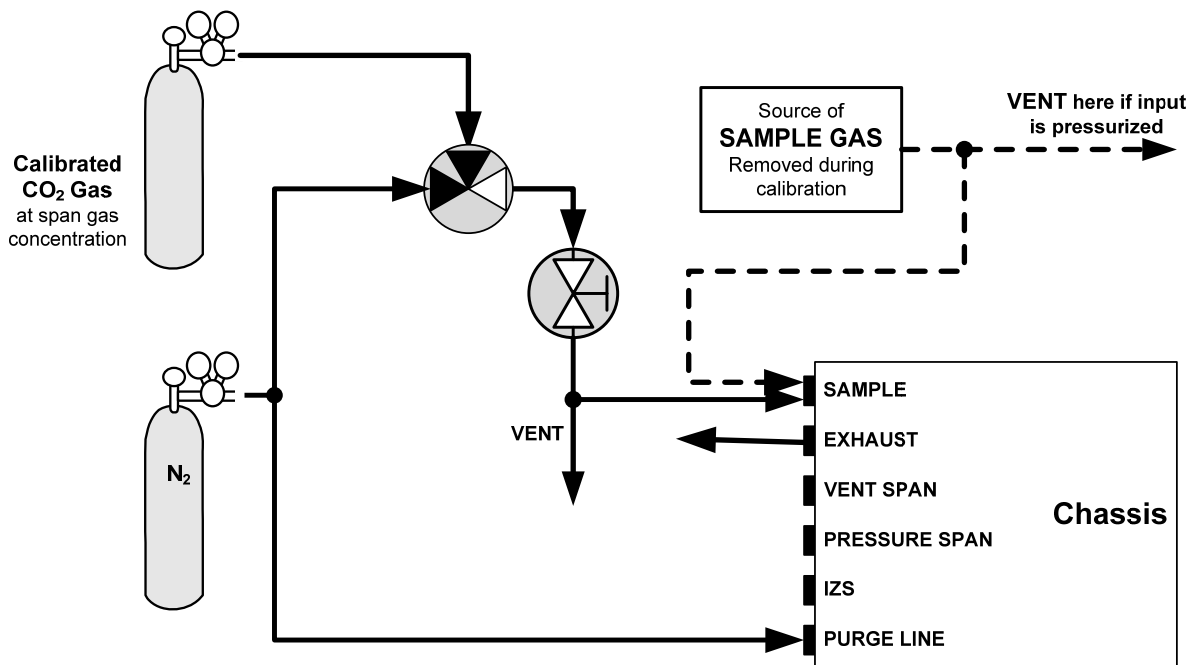 Calibrated
CO₂ Gas
at span gas
concentration
Source of
SAMPLE GAS
Removed during
calibration
VENT here if input
is pressurized
N₂
VENT
SAMPLE
EXHAUST
VENT SPAN
PRESSURE SPAN
IZS
PURGE LINE
Chassis